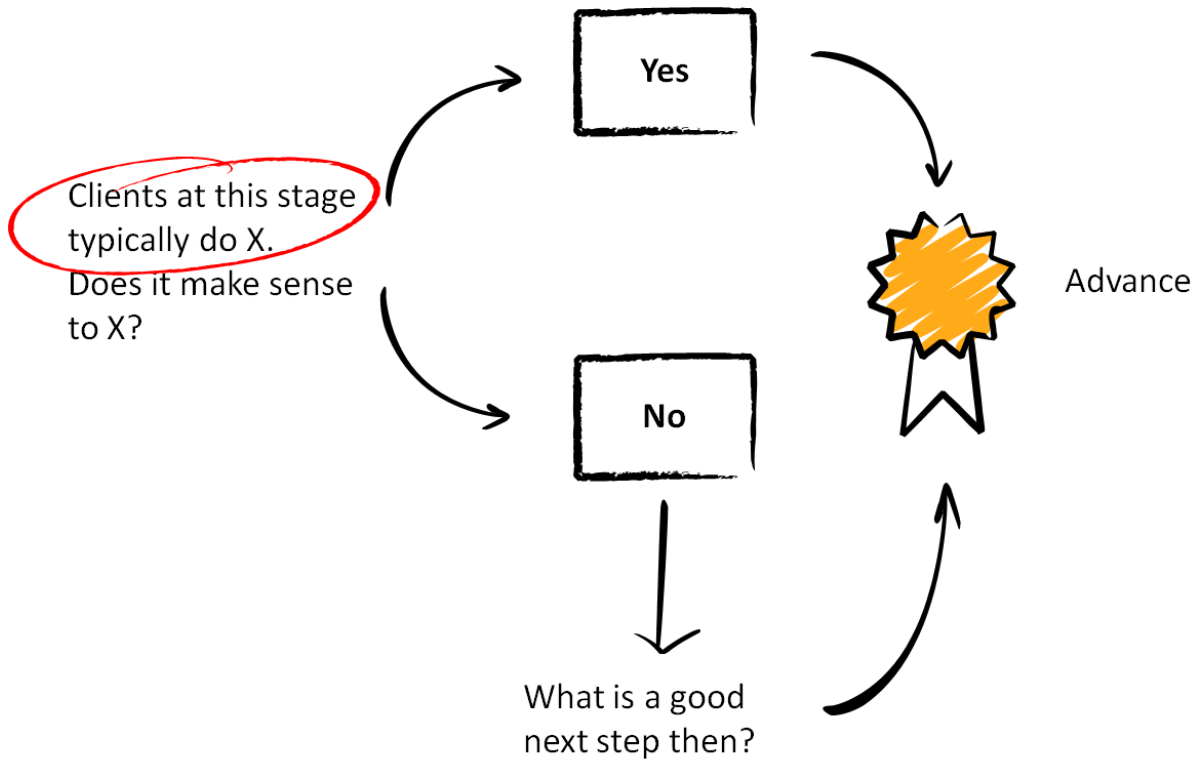 Yes
Clients at this stage
typically do X.
Does it make sense
to X?
Advance
No
What is a good
next step then?